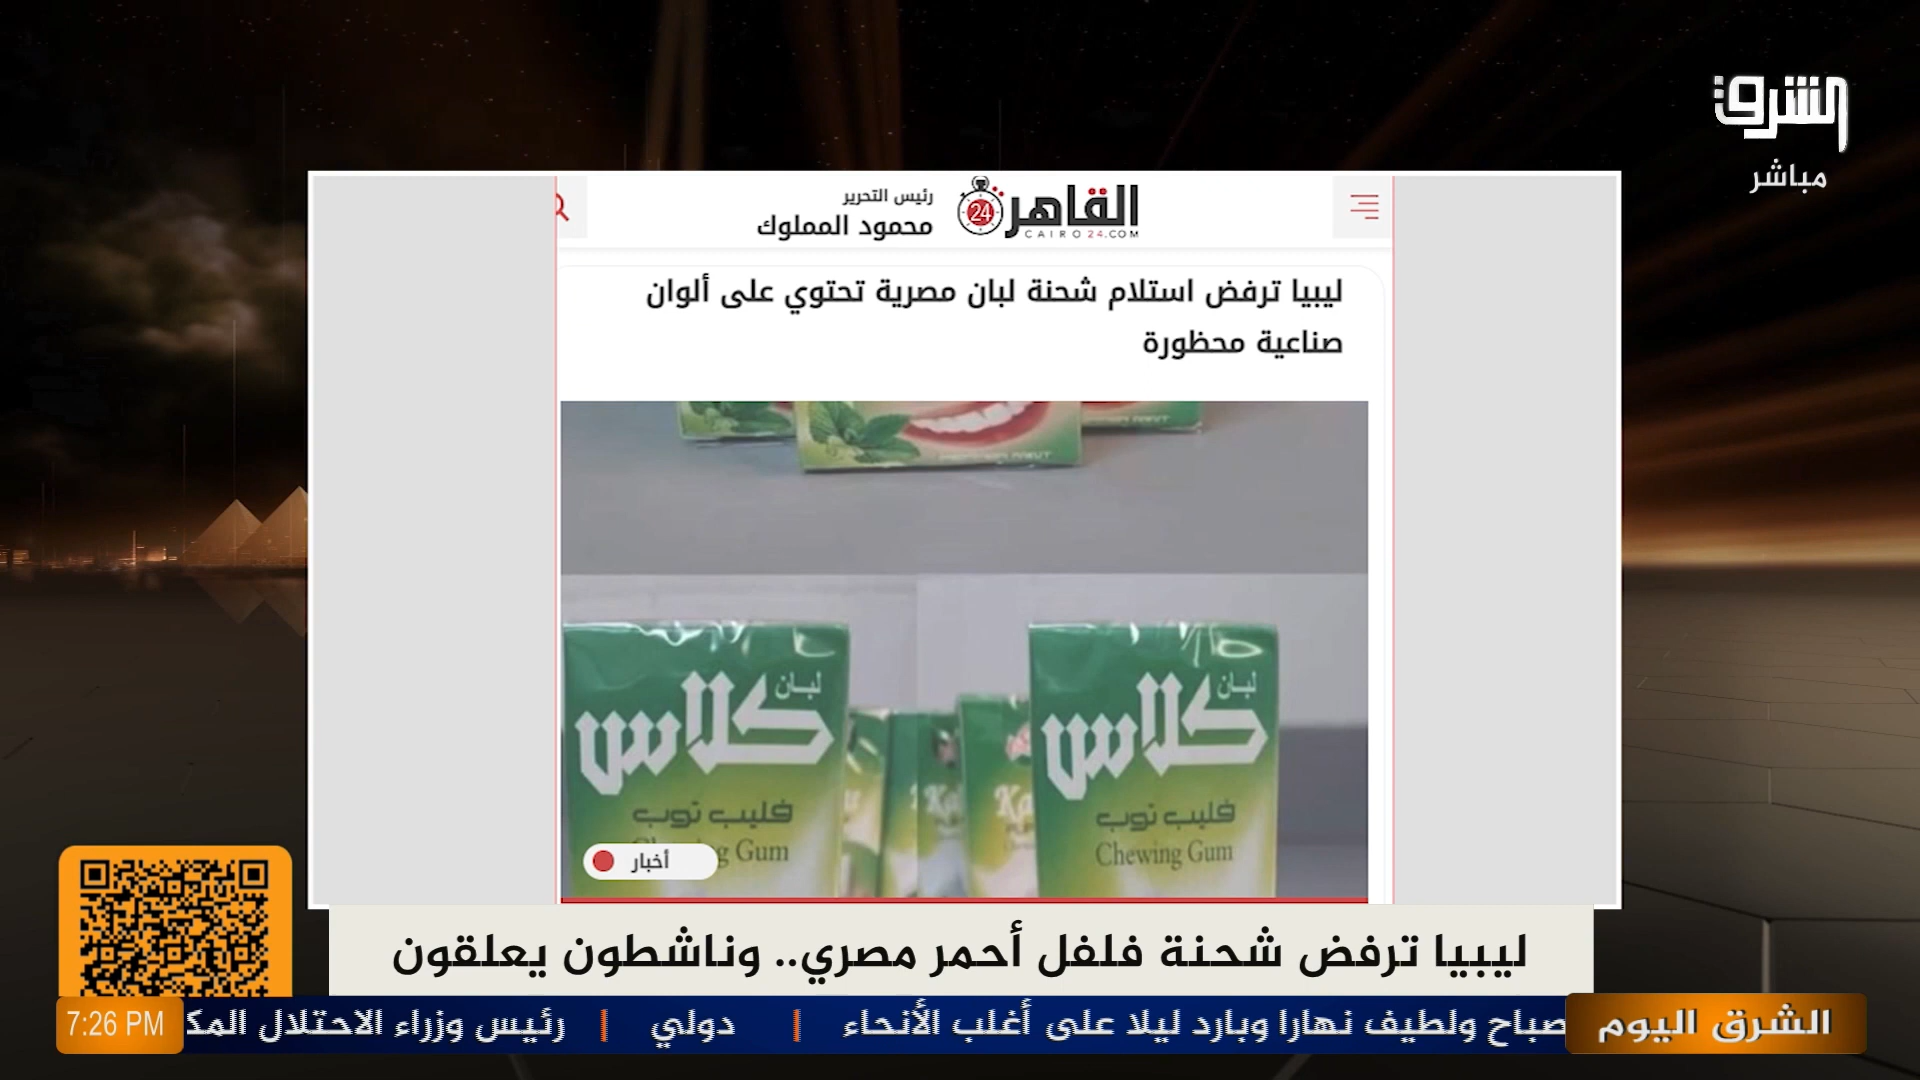 الشرق
مباشر
القاهرة 24
CAIRO24.COM
رئيس التحرير
محمود المملوك
ليبيا ترفض استلام شحنة لبان مصرية تحتوي على ألوان
صناعية محظورة
لبان
كلاس
فليب توب
Chewing Gum
لبان
كلاس
فليب توب
g Gum
أخبار
ليبيا ترفض شحنة فلفل أحمر مصري.. وناشطون يعلقون
الشرق اليوم
صباح ولطيف نهارا وبارد ليلا على أغلب الأنحاء | دولي | رئيس وزراء الاحتلال
7:26 PM